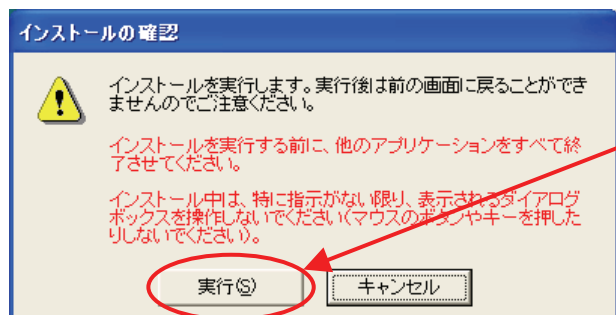 インストールの確認
インストールを実行します。実行後は前の画面に戻ることができ
ませんのでご注意ください。
インストールを実行する前に、他のアプリケーションをすべて終
了させてください。
インストール中は、特に指示がない限り、表示されるダイアログ
ボックスを操作しないでください(マウスのボタンやキーを押した
りしないでください)。
実行(S) キャンセル